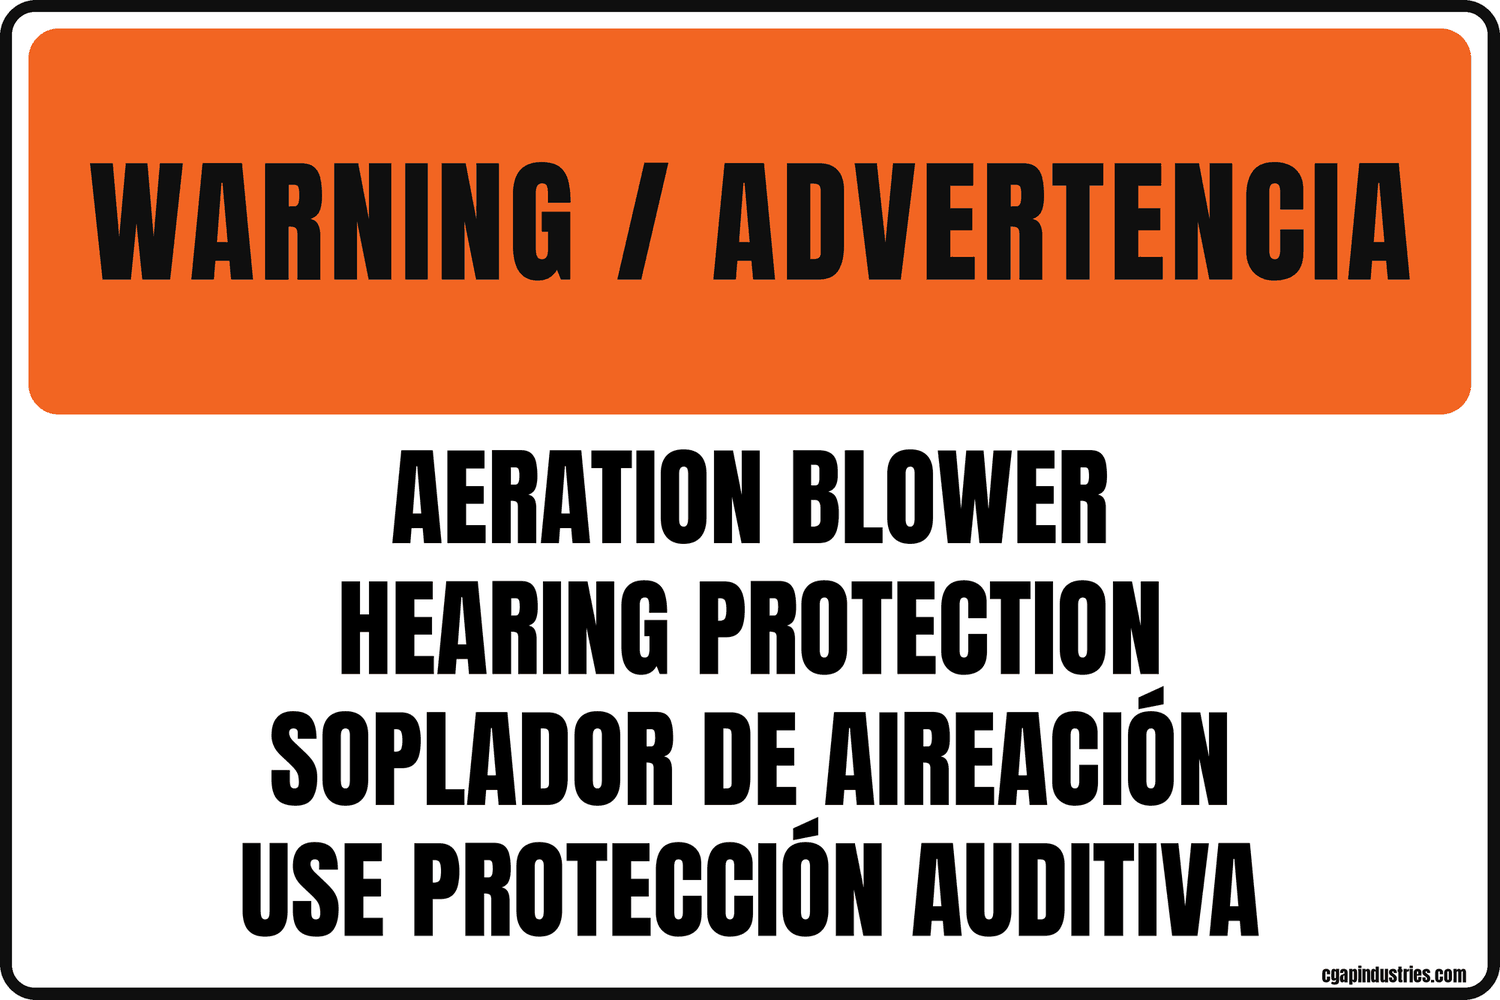 WARNING / ADVERTENCIA
AERATION BLOWER
HEARING PROTECTION
SOPLADOR DE AIREACIÓN
USE PROTECCIÓN AUDITIVA
cgapindustries.com